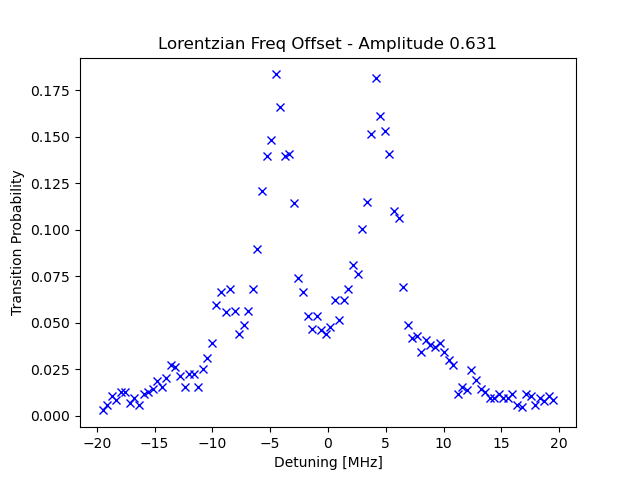 Lorentzian Freq Offset - Amplitude 0.631
Transition Probability
0.175
0.150
0.125
0.100
0.075
0.050
0.025
0.000
−20 −15 −10 −5 0 5 10 15 20
Detuning [MHz]